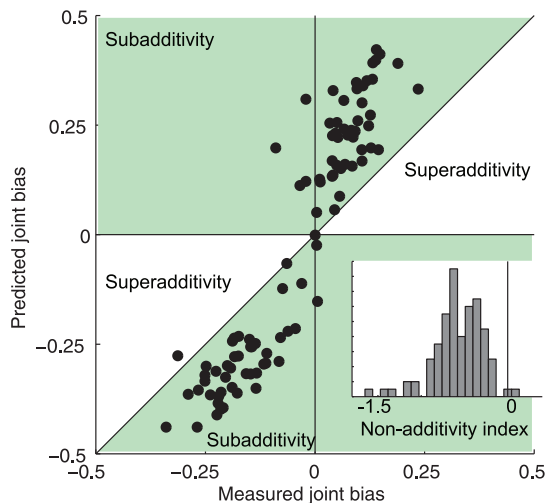 0.5
Subadditivity
0.25
Superadditivity
Predicted joint bias
0
Superadditivity
−0.25
−1.5
0
Non-additivity index
Subadditivity
−0.5
−0.5
−0.25
0
0.25
0.5
Measured joint bias